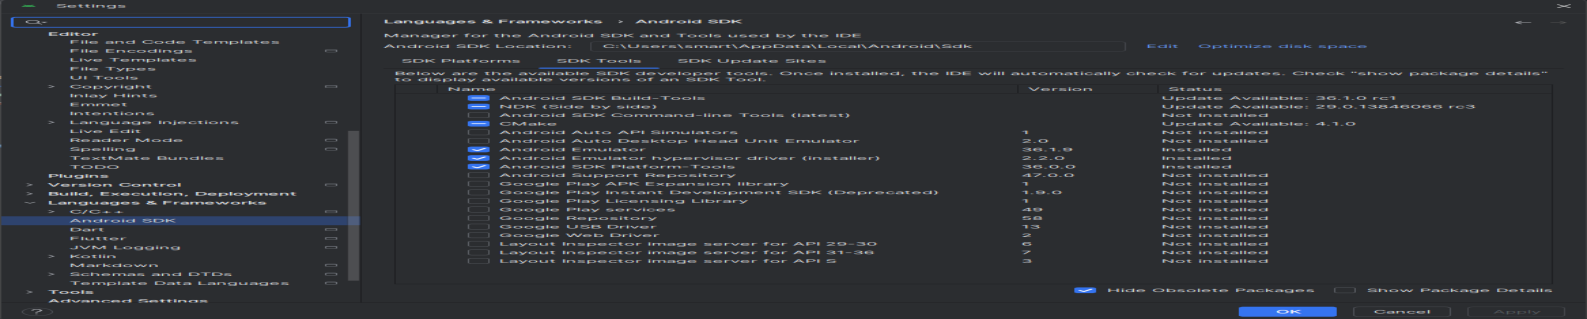 Settings
Editor
File and Code Templates
File Encodings
Live Templates
File Types
UI Tools
Copyright
Inlay Hints
Emmet
Intentions
Language Injections
Live Edit
Reader Mode
Spelling
TextMate Bundles
TODO
Plugins
Version Control
Build, Execution, Deployment
Languages & Frameworks
C/C++
Android SDK
Dart
Flutter
JVM Logging
Kotlin
Markdown
Schemas and DTDs
Template Data Languages
Tools
Advanced Settings
?
Languages & Frameworks > Android SDK
Manager for the Android SDK and Tools used by the IDE
Android SDK Location: C:\Users\smart\AppData\Local\Android\Sdk Edit Optimize disk space
SDK Platforms SDK Tools SDK Update Sites
Below are the available SDK developer tools. Once installed, the IDE will automatically check for updates. Check "show package details"
to display available versions of an SDK Tool.
Name Version Status
Android SDK Build-Tools Update Available: 36.1.0 rc1
NDK (Side by side) Update Available: 29.0.13846066 rc3
Android SDK Command-line Tools (latest) Not installed
CMake Update Available: 4.1.0
Android Auto API Simulators 1 Not installed
Android Auto Desktop Head Unit Emulator 2.0 Not installed
Android Emulator 36.1.9 Installed
Android Emulator hypervisor driver (installer) 2.2.0 Installed
Android SDK Platform-Tools 36.0.0 Installed
Android Support Repository 47.0.0 Not installed
Google Play APK Expansion library 1 Not installed
Google Play Instant Development SDK (Deprecated) 1.9.0 Not installed
Google Play Licensing Library 1 Not installed
Google Play services 49 Not installed
Google Repository 58 Not installed
Google USB Driver 13 Not installed
Google Web Driver 2 Not installed
Layout Inspector image server for API 29-30 6 Not installed
Layout Inspector image server for API 31-36 7 Not installed
Layout Inspector image server for API S 3 Not installed
Hide Obsolete Packages Show Package Details
OK Cancel Apply